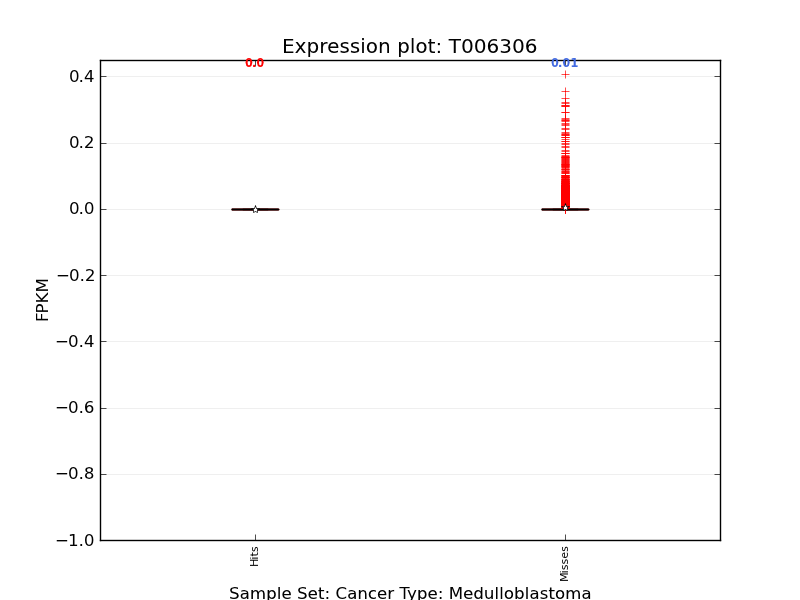 Expression plot: T006306
0.0
0.01
0.4
0.2
0.0
−0.2
−0.4
−0.6
−0.8
−1.0
FPKM
Hits
Misses
Sample Set: Cancer Type: Medulloblastoma